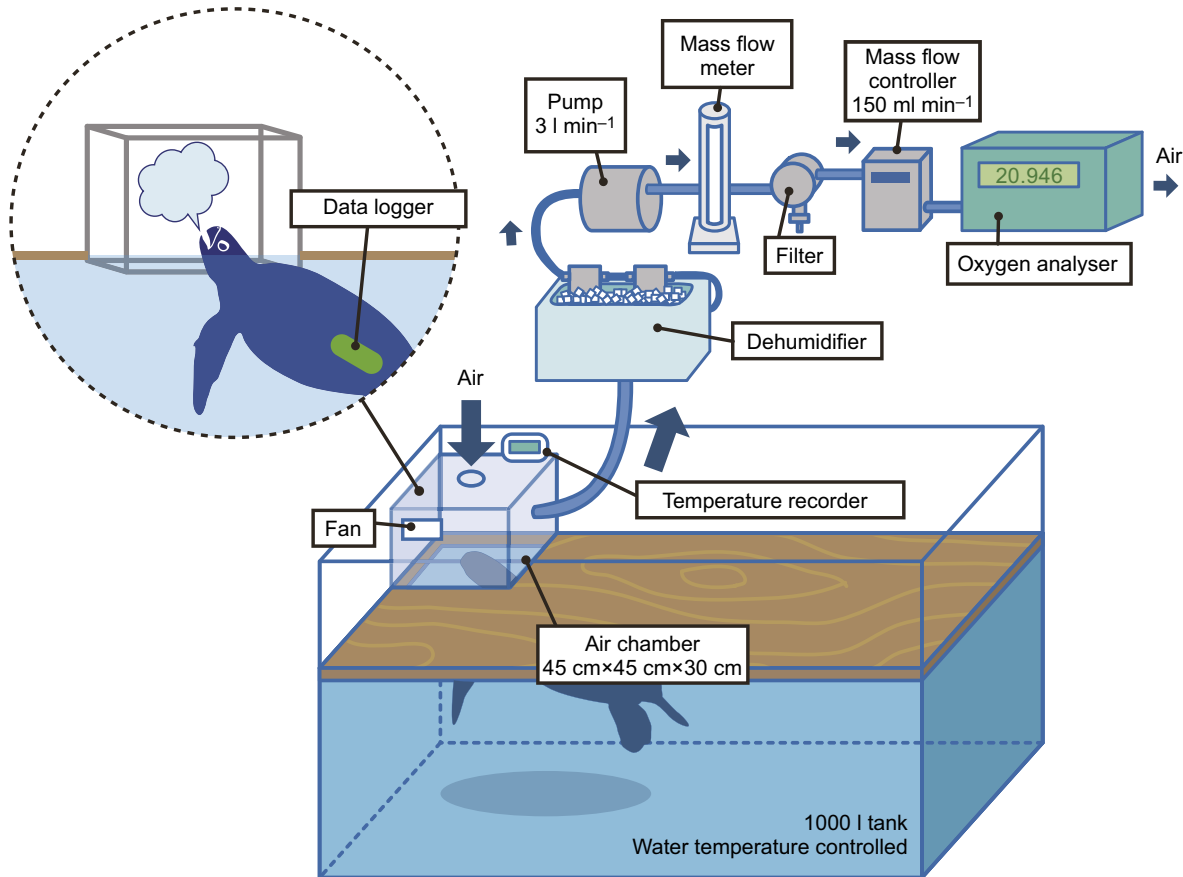 Mass flow
meter
Mass flow
controller
150 ml min⁻¹
Pump
3 l min⁻¹
Air
20.946
Data logger
Filter
Oxygen analyser
Dehumidifier
Air
Temperature recorder
Fan
Air chamber
45 cm×45 cm×30 cm
1000 l tank
Water temperature controlled